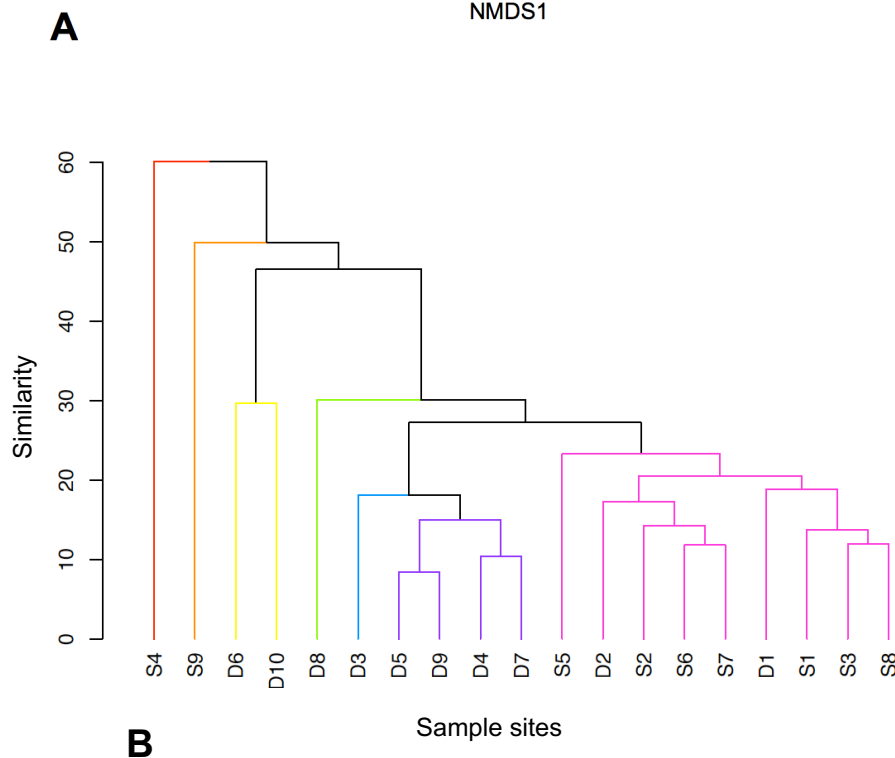 NMDS1
A
60
50
40
30
20
10
0
Similarity
S4 S9 D6 D10 D8 D3 D5 D9 D4 D7 S5 D2 S2 S6 S7 D1 S1 S3 S8
Sample sites
B